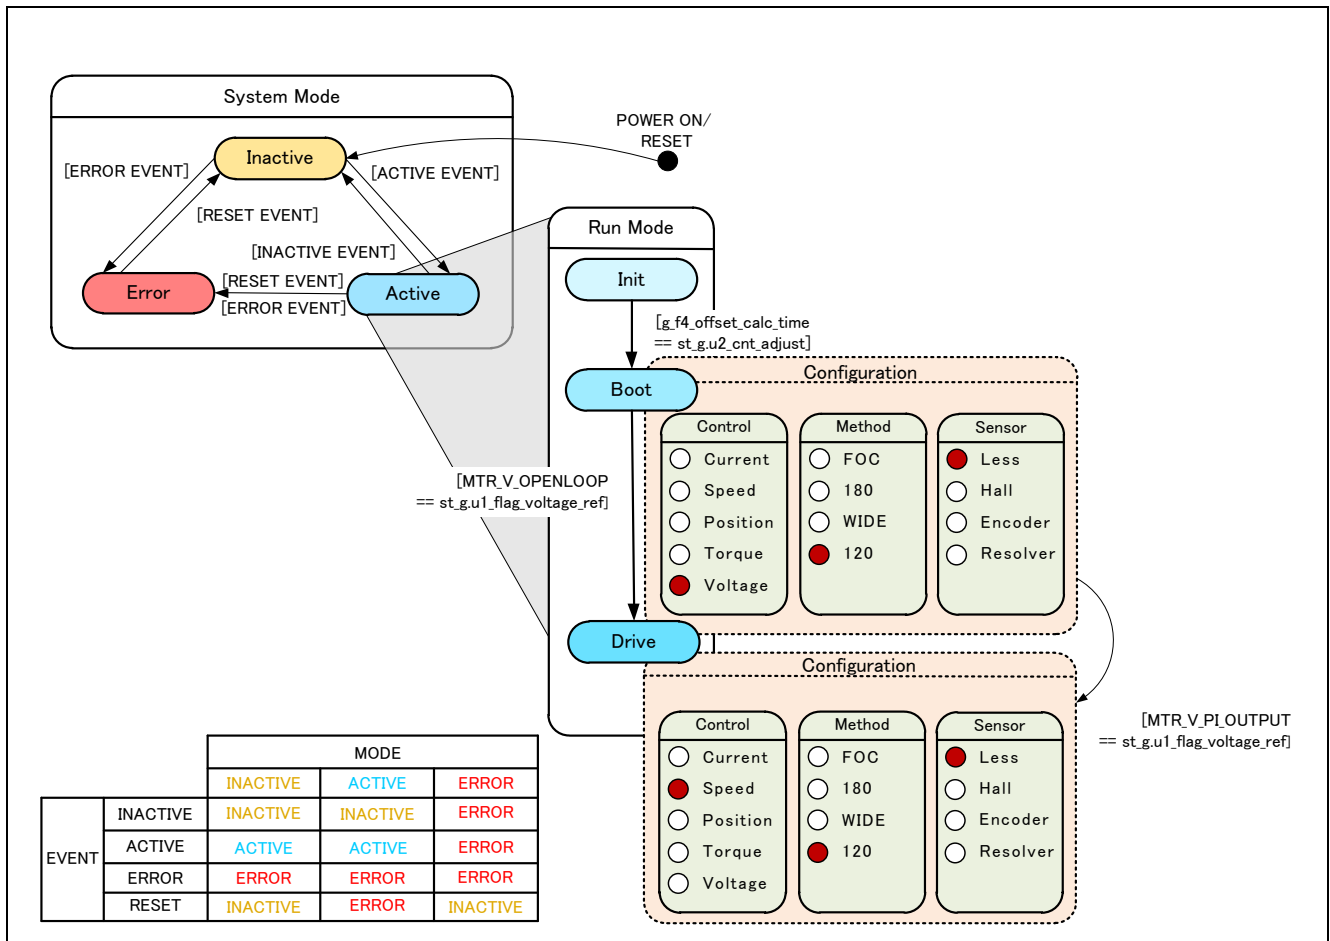 System Mode
POWER ON/
RESET
Inactive
[ERROR EVENT]
[ACTIVE EVENT]
[RESET EVENT]
[INACTIVE EVENT]
[RESET EVENT]
Error
Active
[ERROR EVENT]
Run Mode
Init
[g_f4_offset_calc_time
== st_g.u2_cnt_adjust]
Boot
[MTR_V_OPENLOOP
== st_g.u1_flag_voltage_ref]
Drive
Configuration
Control
Current
Speed
Position
Torque
Voltage
Method
FOC
180
WIDE
120
Sensor
Less
Hall
Encoder
Resolver
Configuration
Control
Current
Speed
Position
Torque
Voltage
Method
FOC
180
WIDE
120
Sensor
Less
Hall
Encoder
Resolver
[MTR_V_PI_OUTPUT
== st_g.u1_flag_voltage_ref]
MODE
INACTIVE ACTIVE ERROR
EVENT
INACTIVE INACTIVE INACTIVE ERROR
ACTIVE ACTIVE ACTIVE ERROR
ERROR ERROR ERROR ERROR
RESET INACTIVE ERROR INACTIVE